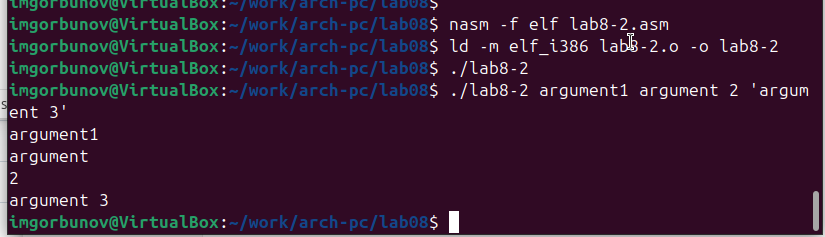 imgorbunov@VirtualBox:~/work/arch-pc/lab08$
imgorbunov@VirtualBox:~/work/arch-pc/lab08$ nasm -f elf lab8-2.asm
imgorbunov@VirtualBox:~/work/arch-pc/lab08$ ld -m elf_i386 lab8-2.o -o lab8-2
imgorbunov@VirtualBox:~/work/arch-pc/lab08$ ./lab8-2
imgorbunov@VirtualBox:~/work/arch-pc/lab08$ ./lab8-2 argument1 argument 2 'argum
ent 3'
argument1
argument
2
argument 3
imgorbunov@VirtualBox:~/work/arch-pc/lab08$